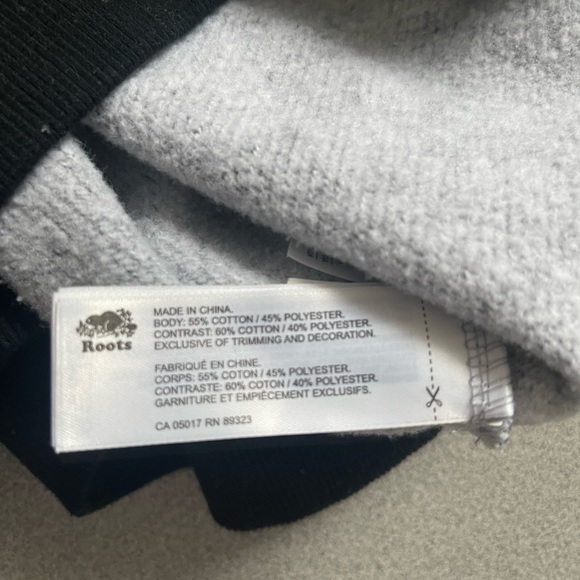 Roots
MADE IN CHINA.
BODY: 55% COTTON / 45% POLYESTER.
CONTRAST: 60% COTTON / 40% POLYESTER.
EXCLUSIVE OF TRIMMING AND DECORATION.
FABRIQUÉ EN CHINE.
CORPS: 55% COTON / 45% POLYESTER.
CONTRASTE: 60% COTON / 40% POLYESTER.
GARNITURE ET EMPIÈCEMENT EXCLUSIFS.
CA 05017 RN 89323